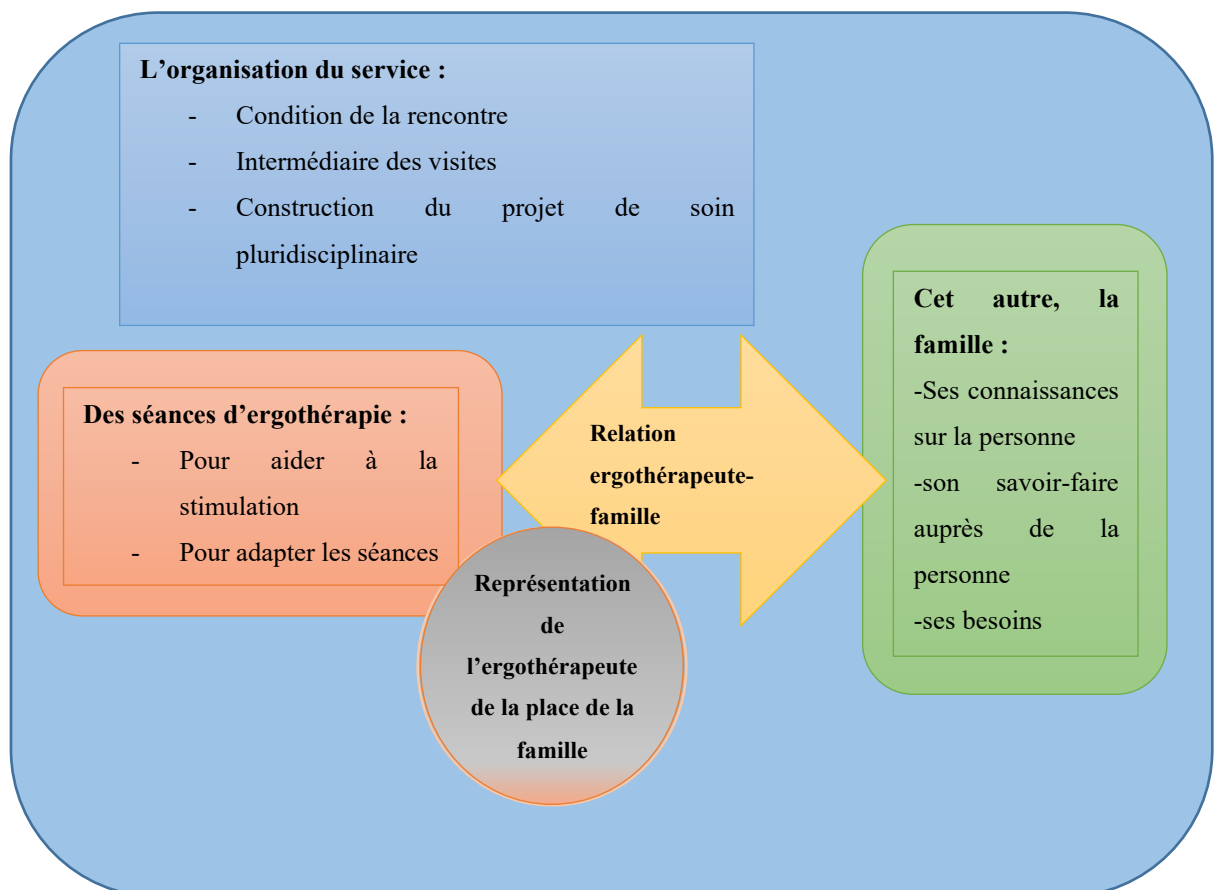 L’organisation du service :
- Condition de la rencontre
- Intermédiaire des visites
- Construction du projet de soin
pluridisciplinaire
Des séances d’ergothérapie :
- Pour aider à la
stimulation
- Pour adapter les séances
Relation
ergothérapeute-
famille
Représentation
de
l’ergothérapeute
de la place de la
famille
Cet autre, la
famille :
-Ses connaissances
sur la personne
-son savoir-faire
auprès de la
personne
-ses besoins